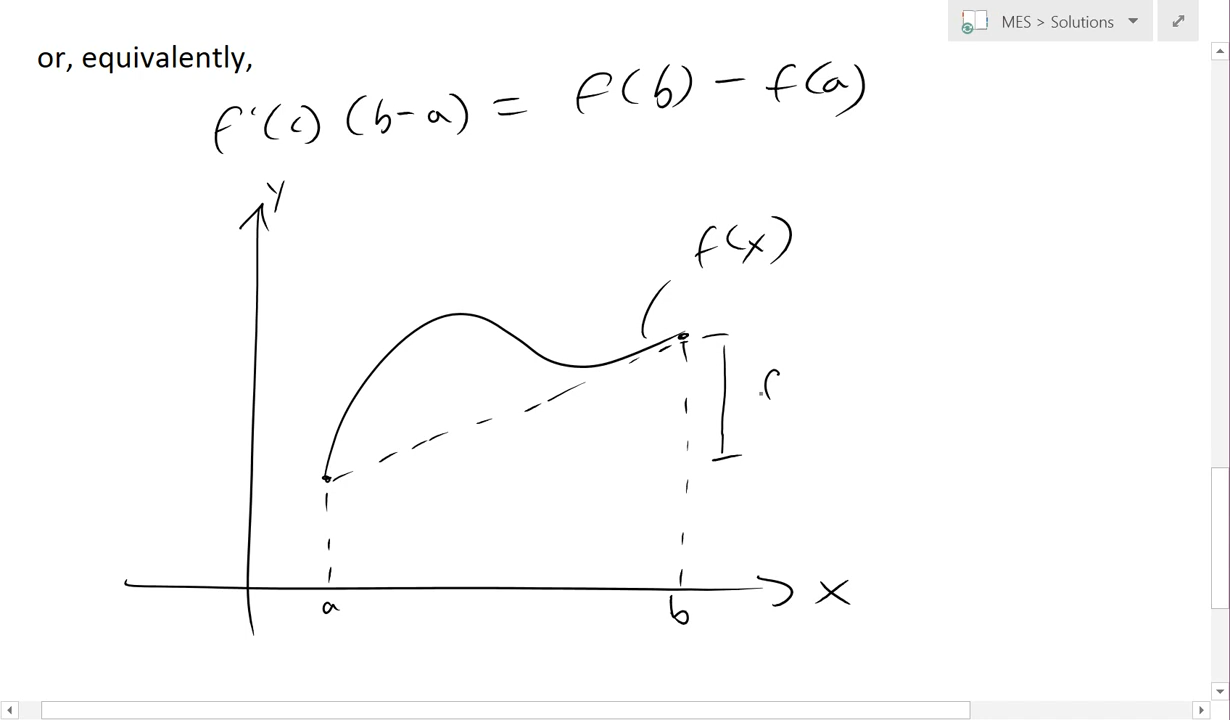 MES > Solutions
or, equivalently,
f'(c) (b-a) = f(b) - f(a)
Y
f(x)
a
b
X